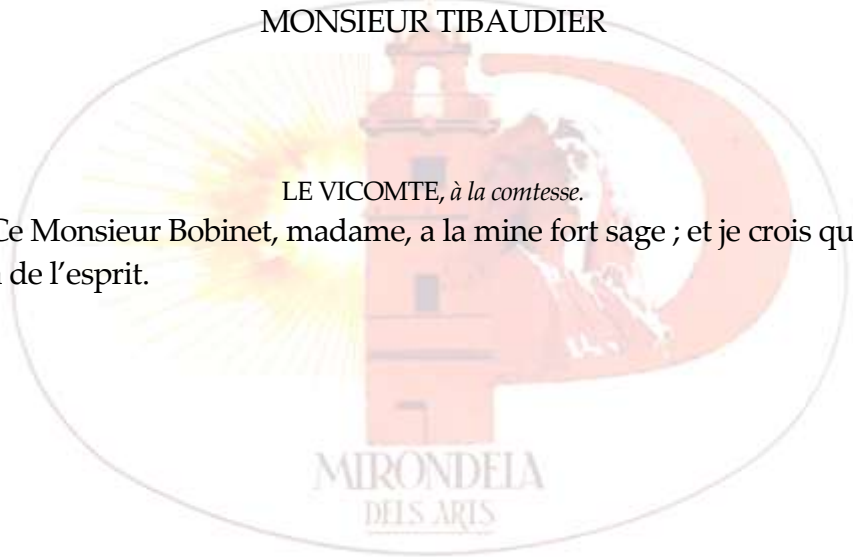 MONSIEUR TIBAUDIER
LE VICOMTE, à la comtesse.
Ce Monsieur Bobinet, madame, a la mine fort sage ; et je crois qu
de l’esprit.
MIRONDELA
DELS ARTS